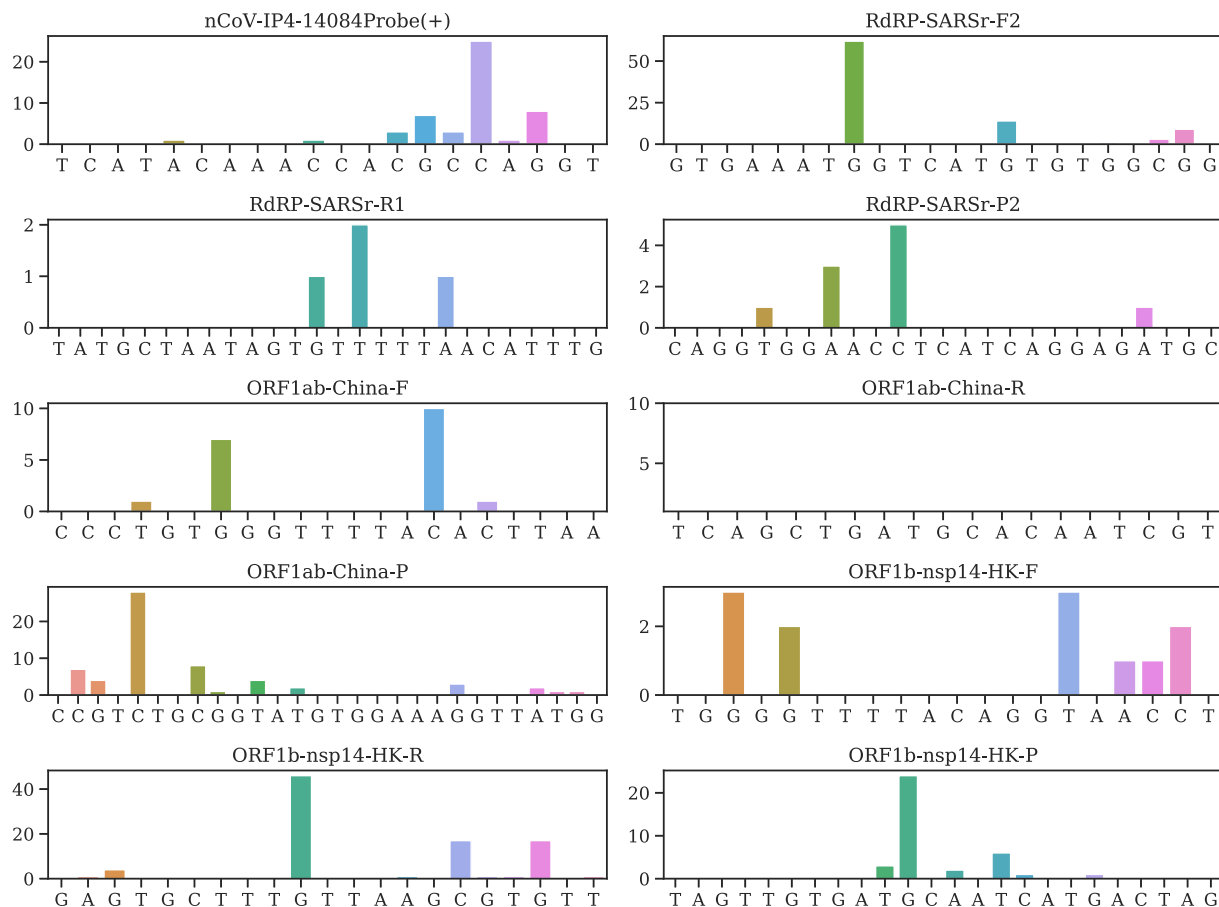 nCoV-IP4-14084Probe(+)
20
10
0
T C A T A C A A A C C A C G C C A G G T
RdRP-SARSr-F2
50
25
0
G T G A A A T G G T C A T G T G T G G C G G
RdRP-SARSr-R1
2
1
0
T A T G C T A A T A G T G T T T T T A A C A T T T G
RdRP-SARSr-P2
4
2
0
C A G G T G G A A C C T C A T C A G G A G A T G C
ORF1ab-China-F
10
5
0
C C C T G T G G G T T T T A C A C T T A A
ORF1ab-China-R
10
5
T C A G C T G A T G C A C A A T C G T
ORF1ab-China-P
20
10
0
C C G T C T G C G G T A T G T G G A A A G G T T A T G G
ORF1b-nsp14-HK-F
2
0
T G G G G T T T T A C A G G T A A C C T
ORF1b-nsp14-HK-R
40
20
0
G A G T G C T T T G T T A A G C G T G T T
ORF1b-nsp14-HK-P
20
10
0
T A G T T G T G A T G C A A T C A T G A C T A G